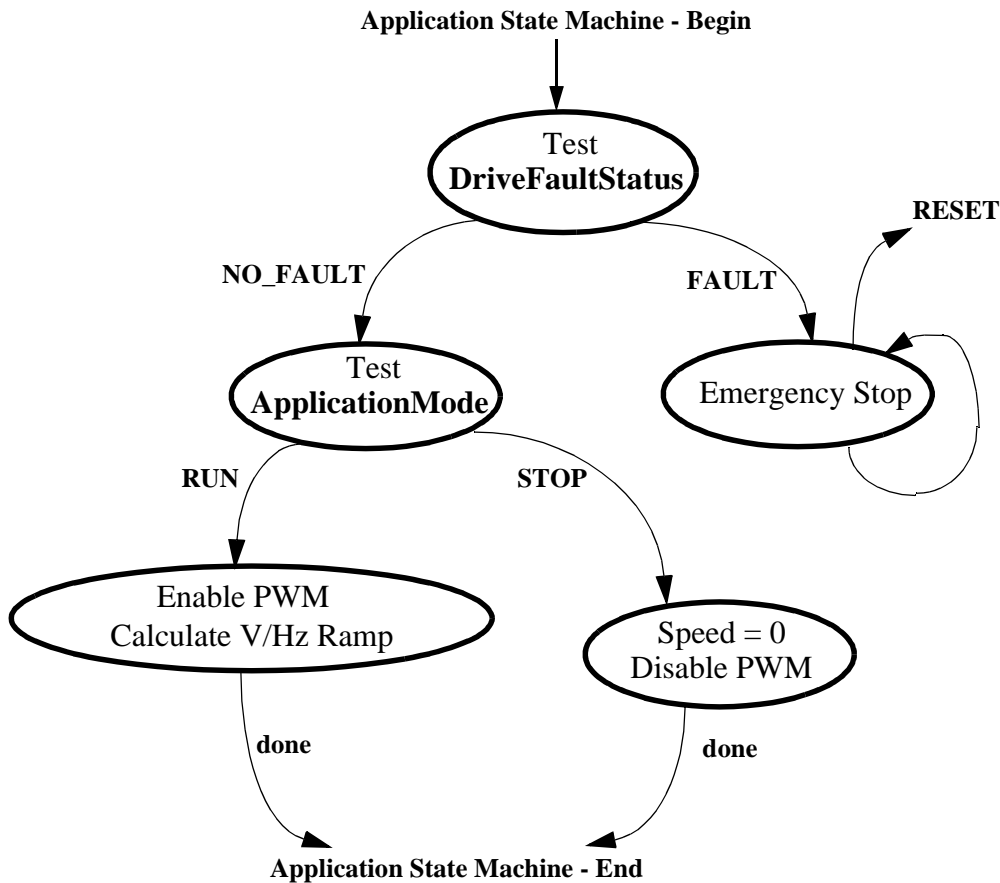 Application State Machine - Begin
Test
DriveFaultStatus
RESET
NO_FAULT
FAULT
Test
ApplicationMode
Emergency Stop
RUN
STOP
Enable PWM
Calculate V/Hz Ramp
Speed = 0
Disable PWM
done
done
Application State Machine - End